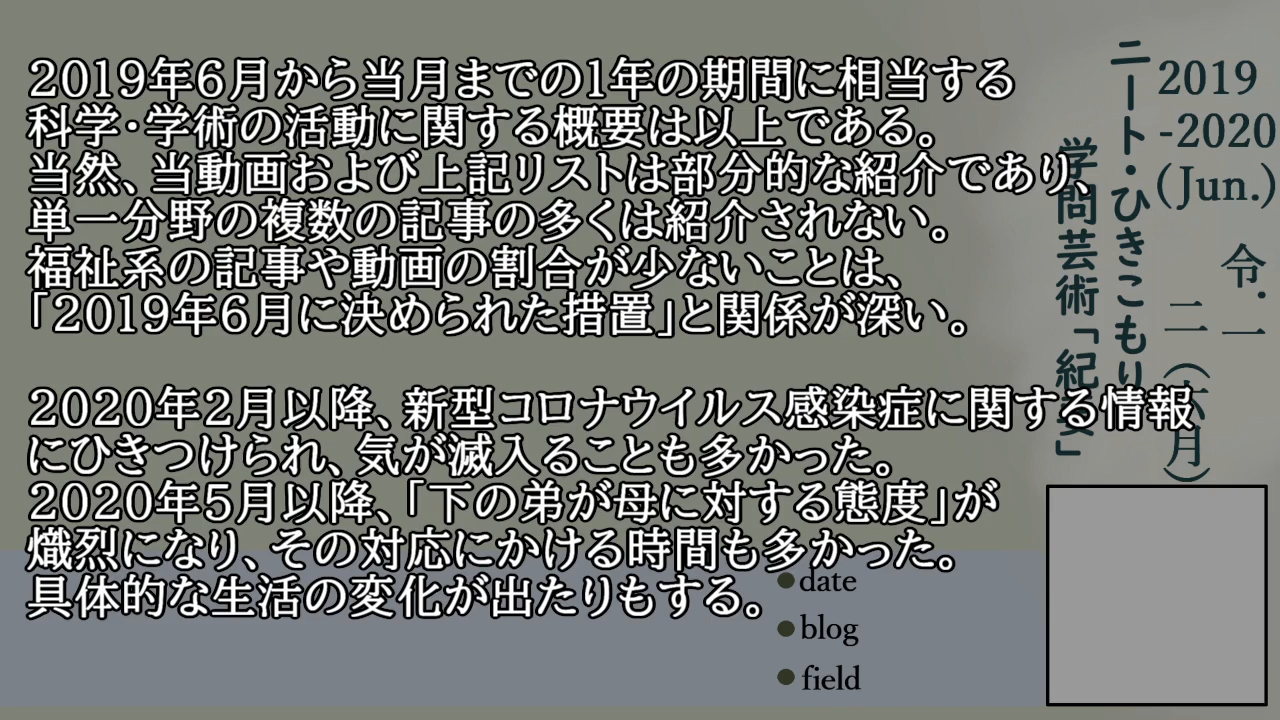 2019年6月から当月までの1年の期間に相当する
科学・学術の活動に関する概要は以上である。
当然、当動画および上記リストは部分的な紹介であり、
単一分野の複数の記事の多くは紹介されない。
福祉系の記事や動画の割合が少ないことは、
「2019年6月に決められた措置」と関係が深い。
2020年2月以降、新型コロナウイルス感染症に関する情報
にひきつけられ、気が滅入ることも多かった。
2020年5月以降、「下の弟が母に対する態度」が
熾烈になり、その対応にかける時間も多かった。
具体的な生活の変化が出たりもする。
2019
-2020
(Jun.)
令・一
二(六月)
ニート・ひきこもり
学問芸術「紀要」
date
blog
field